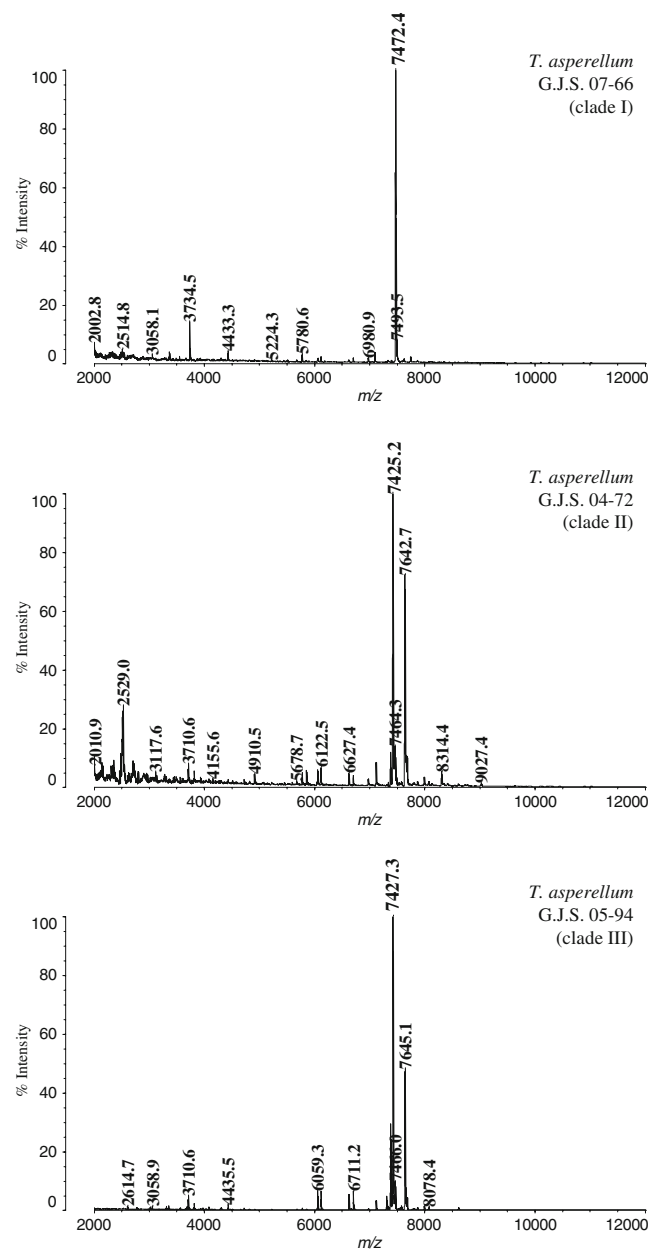 7472.4
T. asperellum
G.J.S. 07-66
(clade I)
100
80
60
40
20
0
% Intensity
2002.8
2514.8
3058.1
3734.5
4433.3
5224.3
5780.6
6980.9
7493.5
2000 4000 6000 8000 10000 12000
m/z
7425.2
T. asperellum
G.J.S. 04-72
(clade II)
100
80
60
40
20
0
% Intensity
7642.7
2010.9
2529.0
3117.6
3710.6
4155.6
4910.5
5678.7
6122.5
6627.4
7464.3
8314.4
9027.4
2000 4000 6000 8000 10000 12000
m/z
7427.3
T. asperellum
G.J.S. 05-94
(clade III)
100
80
60
40
20
0
% Intensity
7645.1
2614.7
3058.9
3710.6
4435.5
6059.3
6711.2
7466.0
8078.4
2000 4000 6000 8000 10000 12000
m/z